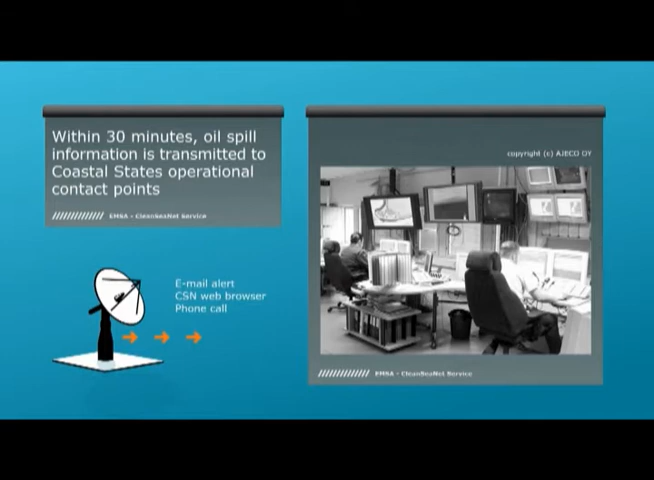 Within 30 minutes, oil spill
information is transmitted to
Coastal States operational
contact points
EMSA - CleanSeaNet Service
E-mail alert
CSN web browser
Phone call
copyright (c) AJECO OY
EMSA - CleanSeaNet Service